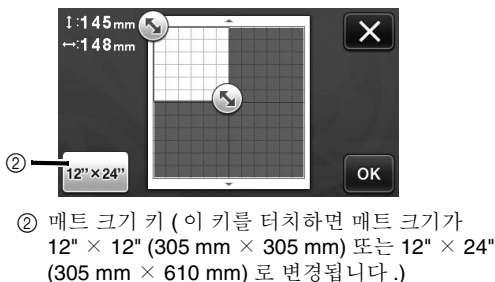 ↕:145mm
↔:148mm
②
12"×24"
OK
② 매트 크기 키 ( 이 키를 터치하면 매트 크기가
12" × 12" (305 mm × 305 mm) 또는 12" × 24"
(305 mm × 610 mm) 로 변경됩니다 .)